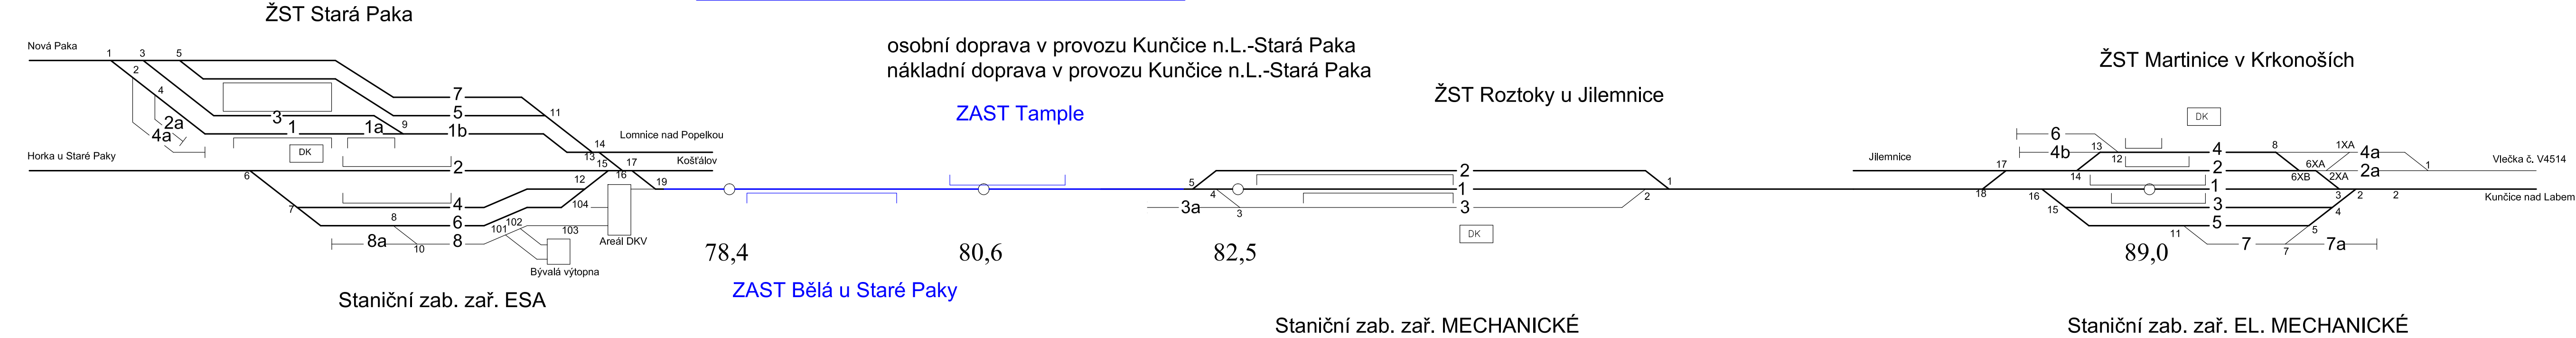 ŽST Stará Paka
Nová Paka
1
3
5
2
4
7
5
11
3
1
1a
9
1b
2a
4a
DK
Lomnice nad Popelkou
14
13
Horka u Staré Paky
2
Košťálov
15
17
16
6
12
19
7
4
104
8
6
102
101
103
8a
10
8
Areál DKV
Bývalá výtopna
Staniční zab. zař. ESA
osobní doprava v provozu Kunčice n.L.-Stará Paka
nákladní doprava v provozu Kunčice n.L.-Stará Paka
ZAST Tample
78,4
80,6
82,5
ZAST Bělá u Staré Paky
ŽST Roztoky u Jilemnice
2
5
1
1
4
2
3a
3
3
DK
Staniční zab. zař. MECHANICKÉ
ŽST Martinice v Krkonoších
DK
6
4b
13
12
4
8
1XA
4a
Jilemnice
17
14
2
6XA
2a
1
Vlečka č. V4514
6XB
2XA
18
16
1
3
2
2
Kunčice nad Labem
15
3
4
5
5
11
7
7
7a
89,0
Staniční zab. zař. EL. MECHANICKÉ